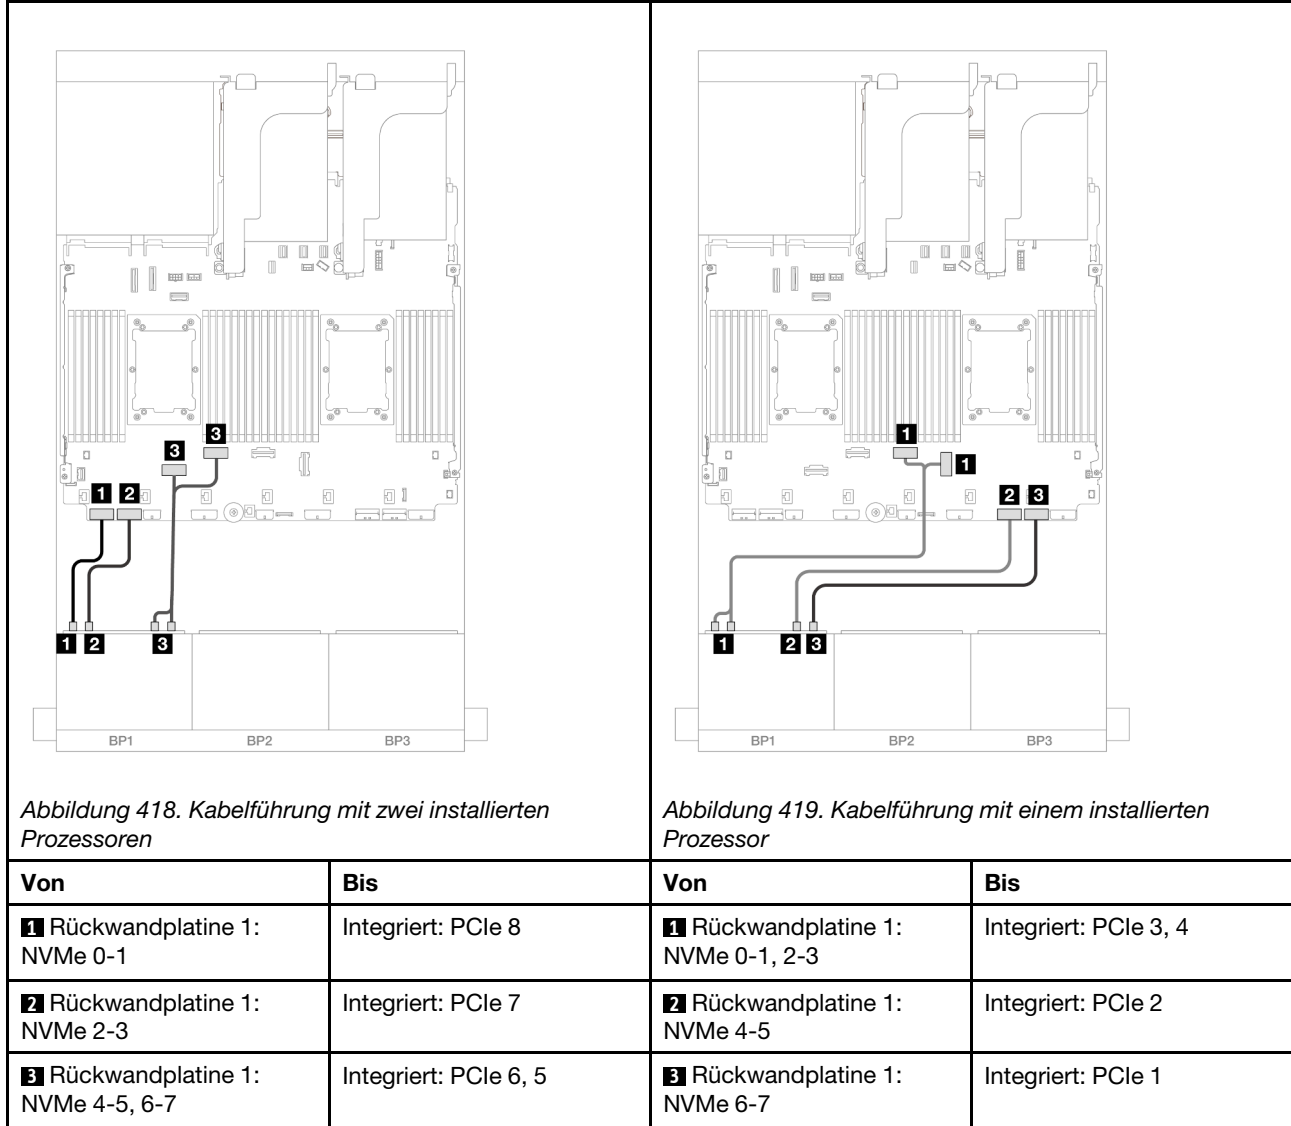 3
3
1 2
1 2 3
BP1 BP2 BP3
Abbildung 418. Kabelführung mit zwei installierten
Prozessoren
1
1
2 3
1 2 3
BP1 BP2 BP3
Abbildung 419. Kabelführung mit einem installierten
Prozessor
Von Bis Von Bis
1 Rückwandplatine 1:
NVMe 0-1
Integriert: PCIe 8
1 Rückwandplatine 1:
NVMe 0-1, 2-3
Integriert: PCIe 3, 4
2 Rückwandplatine 1:
NVMe 2-3
Integriert: PCIe 7
2 Rückwandplatine 1:
NVMe 4-5
Integriert: PCIe 2
3 Rückwandplatine 1:
NVMe 4-5, 6-7
Integriert: PCIe 6, 5
3 Rückwandplatine 1:
NVMe 6-7
Integriert: PCIe 1